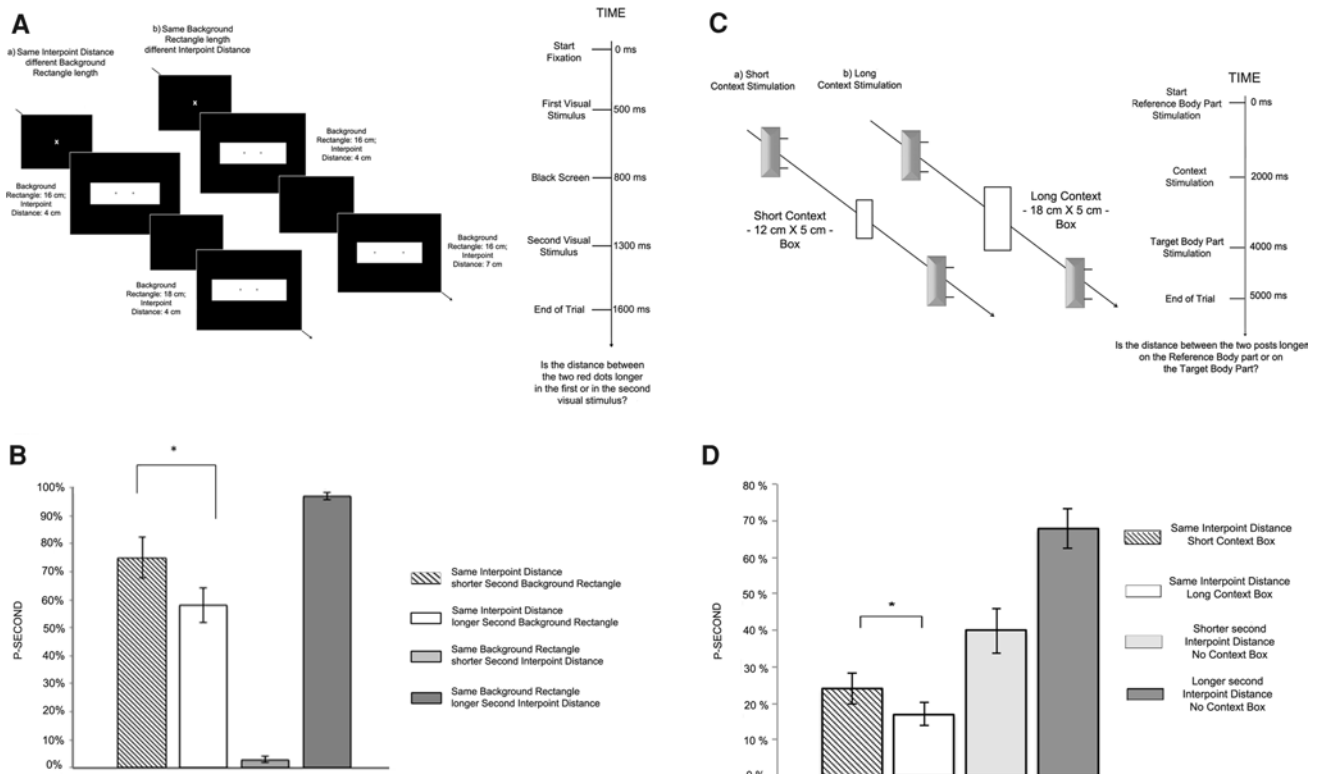 A
a) Same Interpoint Distance
different Background
Rectangle length
b) Same Background
Rectangle length
different Interpoint Distance
x
x
Background
Rectangle: 16 cm;
Interpoint
Distance: 4 cm
Background
Rectangle: 18 cm;
Interpoint
Distance: 4 cm
Background
Rectangle: 16 cm;
Interpoint
Distance: 4 cm
Background
Rectangle: 16 cm;
Interpoint
Distance: 7 cm
TIME
Start
Fixation
0 ms
First Visual
Stimulus
500 ms
Black Screen
800 ms
Second Visual
Stimulus
1300 ms
End of Trial
1600 ms
Is the distance between
the two red dots longer
in the first or in the second
visual stimulus?
C
a) Short
Context Stimulation
b) Long
Context Stimulation
Short Context
- 12 cm X 5 cm -
Box
Long Context
- 18 cm X 5 cm -
Box
TIME
Start
Reference Body Part
Stimulation
0 ms
Context
Stimulation
2000 ms
Target Body Part
Stimulation
4000 ms
End of Trial
5000 ms
Is the distance between the two posts longer
on the Reference Body part or on
the Target Body Part?
B
P-SECOND
100%
90%
80%
70%
60%
50%
40%
30%
20%
10%
0%
*
Same Interpoint Distance
shorter Second Background Rectangle
Same Interpoint Distance
longer Second Background Rectangle
Same Background Rectangle
shorter Second Interpoint Distance
Same Background Rectangle
longer Second Interpoint Distance
D
P-SECOND
80 %
70 %
60 %
50 %
40 %
30 %
20 %
10 %
0 %
*
Same Interpoint Distance
Short Context Box
Same Interpoint Distance
Long Context Box
Shorter second
Interpoint Distance
No Context Box
Longer second
Interpoint Distance
No Context Box